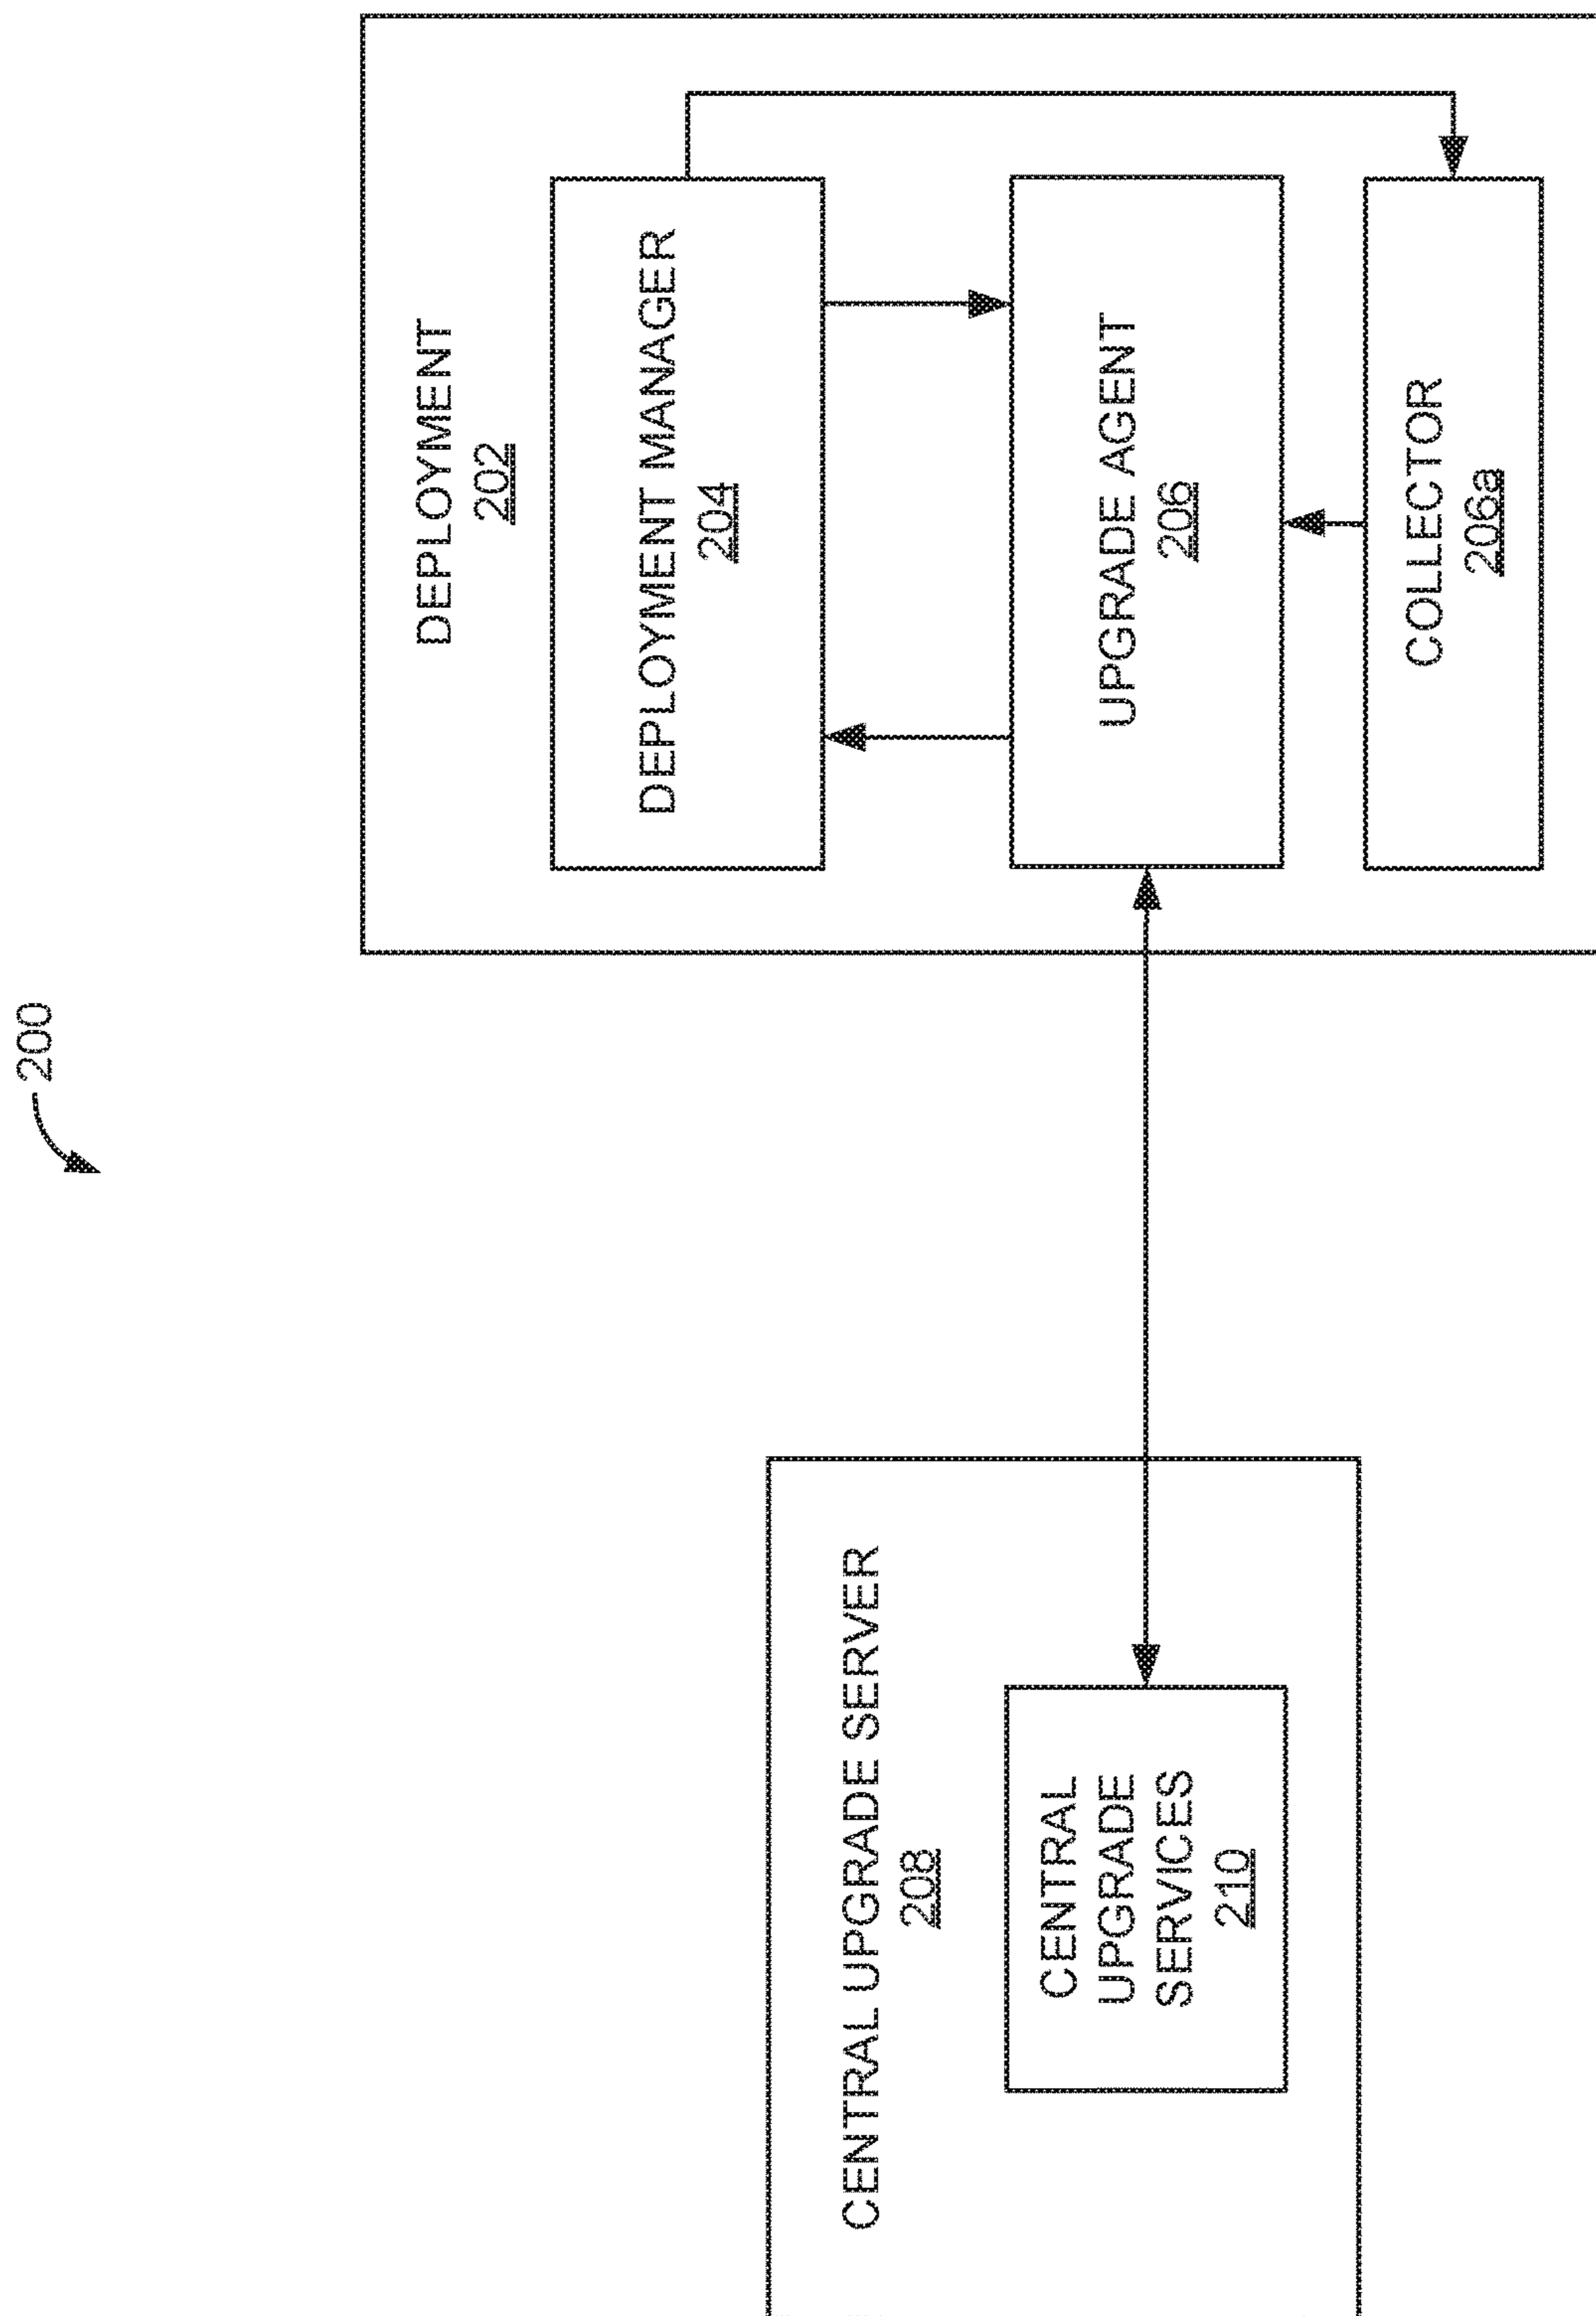 200
CENTRAL UPGRADE SERVER
208
CENTRAL
UPGRADE
SERVICES
210
DEPLOYMENT
202
DEPLOYMENT MANAGER
204
UPGRADE AGENT
206
COLLECTOR
206a